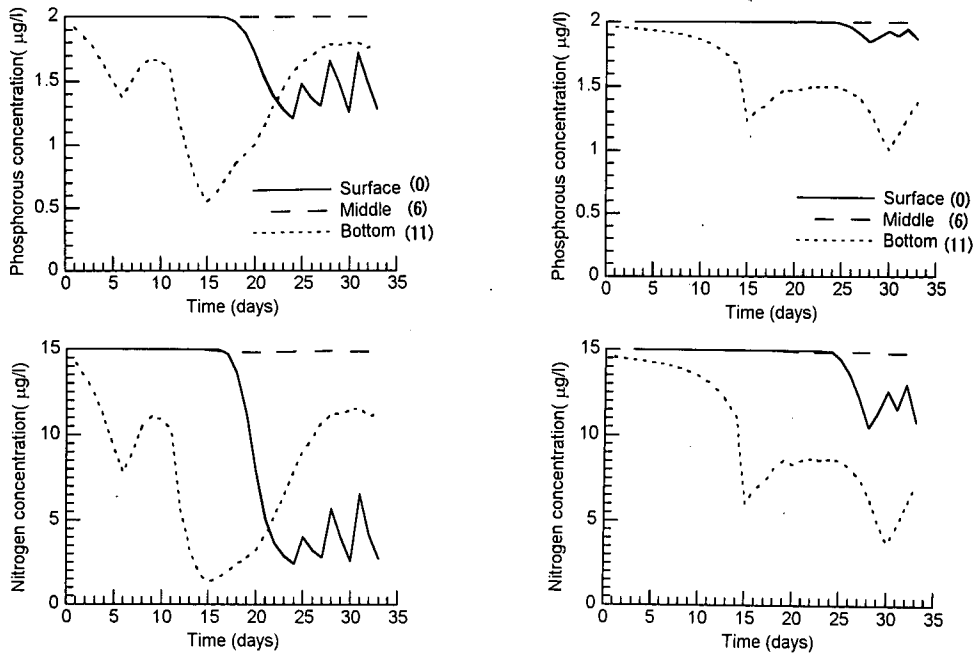 Phosphorous concentration( µg/l)
2
1.5
1
0.5
0
Surface (0)
Middle (6)
Bottom (11)
0 5 10 15 20 25 30 35
Time (days)
Phosphorous concentration( µg/l)
2
1.5
1
0.5
0
Surface (0)
Middle (6)
Bottom (11)
0 5 10 15 20 25 30 35
Time (days)
Nitrogen concentration( µg/l)
15
10
5
0
0 5 10 15 20 25 30 35
Time (days)
Nitrogen concentration( µg/l)
15
10
5
0
0 5 10 15 20 25 30 35
Time (days)